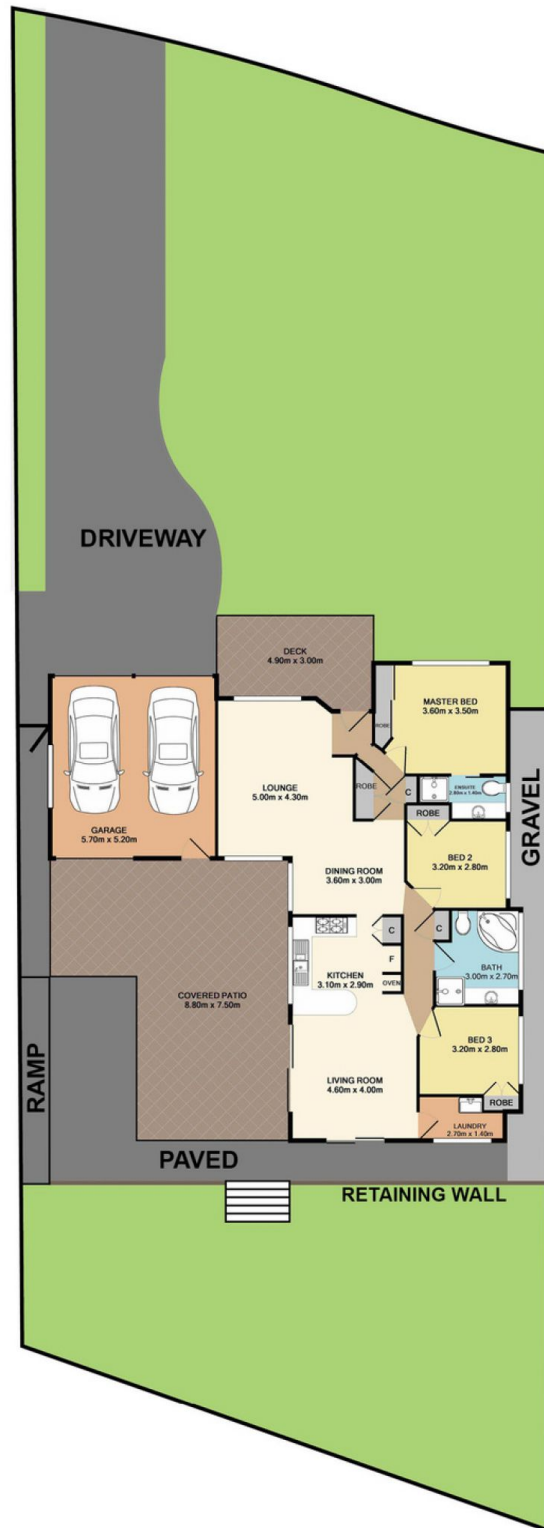 DRIVEWAY
DECK
4.90m x 3.00m
MASTER BED
3.60m x 3.50m
ROBE
LOUNGE
5.00m x 4.30m
ROBE
C
ENSUITE
2.80m x 1.40m
ROBE
GARAGE
5.70m x 5.20m
GRAVEL
BED 2
3.20m x 2.80m
DINING ROOM
3.60m x 3.00m
C
C
F
KITCHEN
3.10m x 2.90m
OVEN
BATH
3.00m x 2.70m
COVERED PATIO
8.80m x 7.50m
RAMP
BED 3
3.20m x 2.80m
LIVING ROOM
4.60m x 4.00m
ROBE
LAUNDRY
2.70m x 1.40m
PAVED
RETAINING WALL